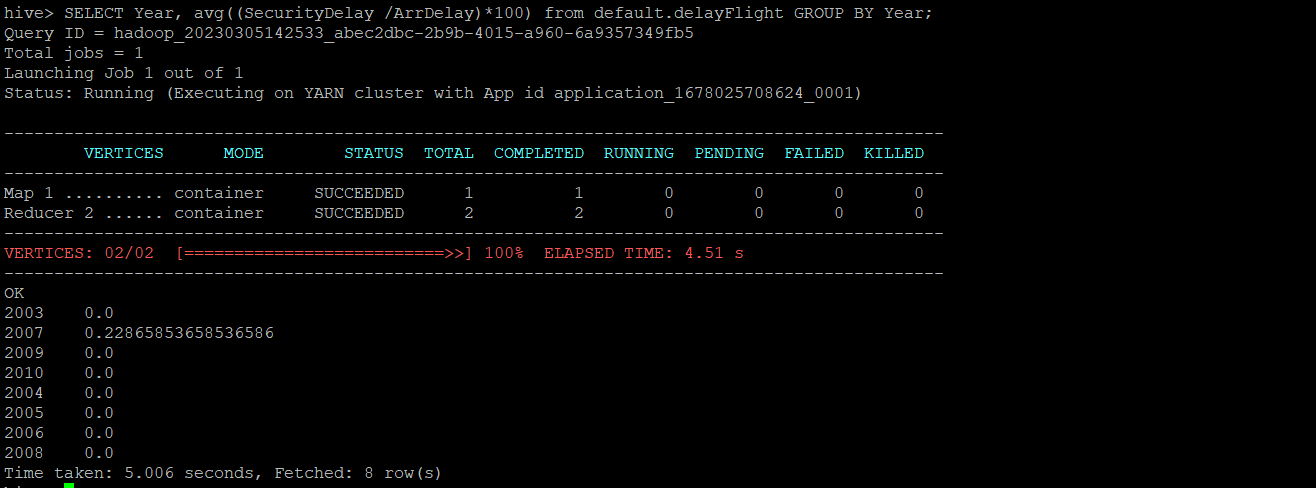 hive> SELECT Year, avg((SecurityDelay /ArrDelay)*100) from default.delayFlight GROUP BY Year;
Query ID = hadoop_20230305142533_abec2dbc-2b9b-4015-a960-6a9357349fb5
Total jobs = 1
Launching Job 1 out of 1
Status: Running (Executing on YARN cluster with App id application_1678025708624_0001)
----------------------------------------------------------------------------------------------
        VERTICES      MODE        STATUS  TOTAL  COMPLETED  RUNNING  PENDING  FAILED  KILLED
----------------------------------------------------------------------------------------------
Map 1 .......... container     SUCCEEDED      1          1        0        0       0       0
Reducer 2 ...... container     SUCCEEDED      2          2        0        0       0       0
----------------------------------------------------------------------------------------------
VERTICES: 02/02  [==========================>>] 100%  ELAPSED TIME: 4.51 s
----------------------------------------------------------------------------------------------
OK
2003    0.0
2007    0.22865853658536586
2009    0.0
2010    0.0
2004    0.0
2005    0.0
2006    0.0
2008    0.0
Time taken: 5.006 seconds, Fetched: 8 row(s)